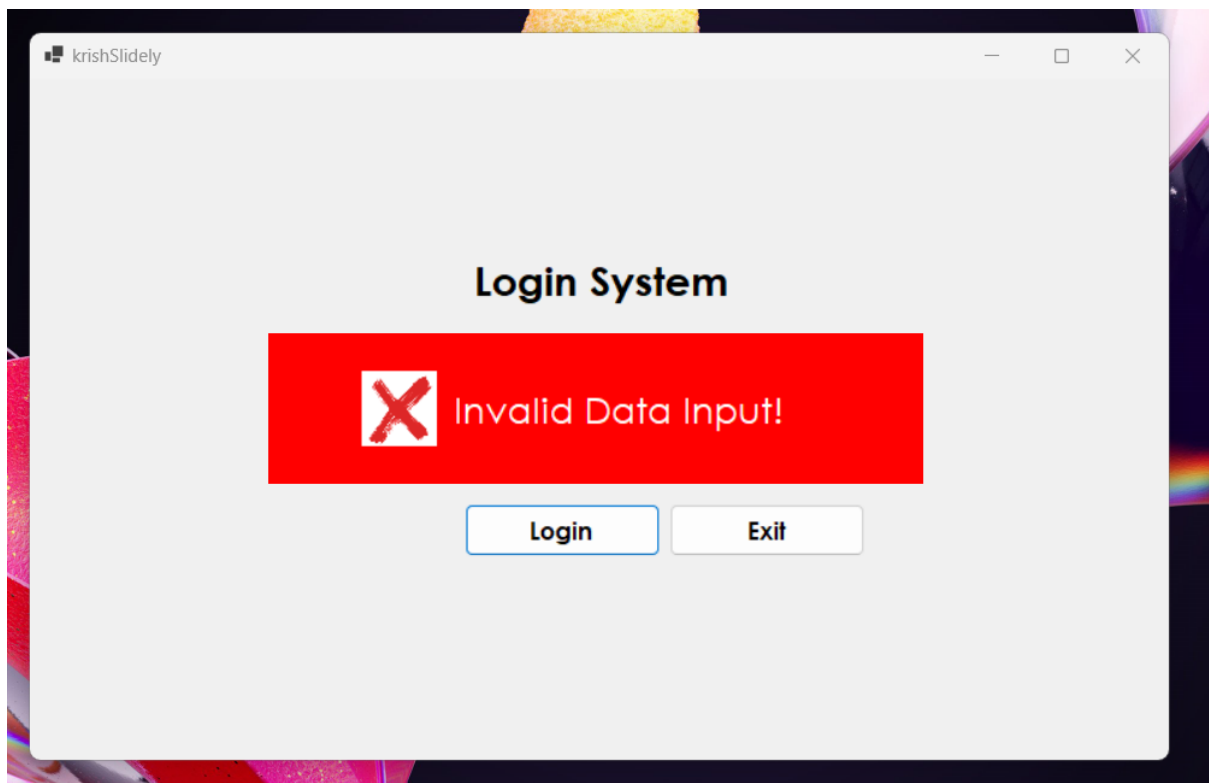 krishSlidely
Login System
Invalid Data Input!
Login
Exit